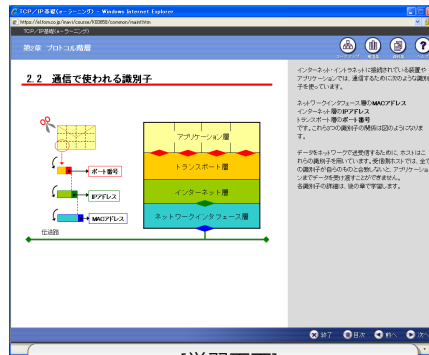 TCP/IP基礎(e-ラーニング) - Windows Internet Explorer
TCP/IP基礎(e-ラーニング)
第2章 プロトコル階層
2.2 通信で使われる識別子
アプリケーション層
トランスポート層
インターネット層
ネットワークインタフェース層
ポート番号
IPアドレス
MACアドレス
伝送路
インターネット・イントラネットに接続されている装置や
アプリケーションでは、通信するために次のような識別
子を使っています。
ネットワークインタフェース層のMACアドレス
インターネット層のIPアドレス
トランスポート層のポート番号
です。これら3つの識別子の関係は図のようになりま
す。
データをネットワークで送受信するために、ホストはこ
れらの識別子を用いています。受信側ホストでは、全て
の識別子が自らのものと合致しないと、アプリケーショ
ンまでデータを受け渡すことができません。
各識別子の詳細は、後の章で学習します。
終了
目次
前へ
次へ